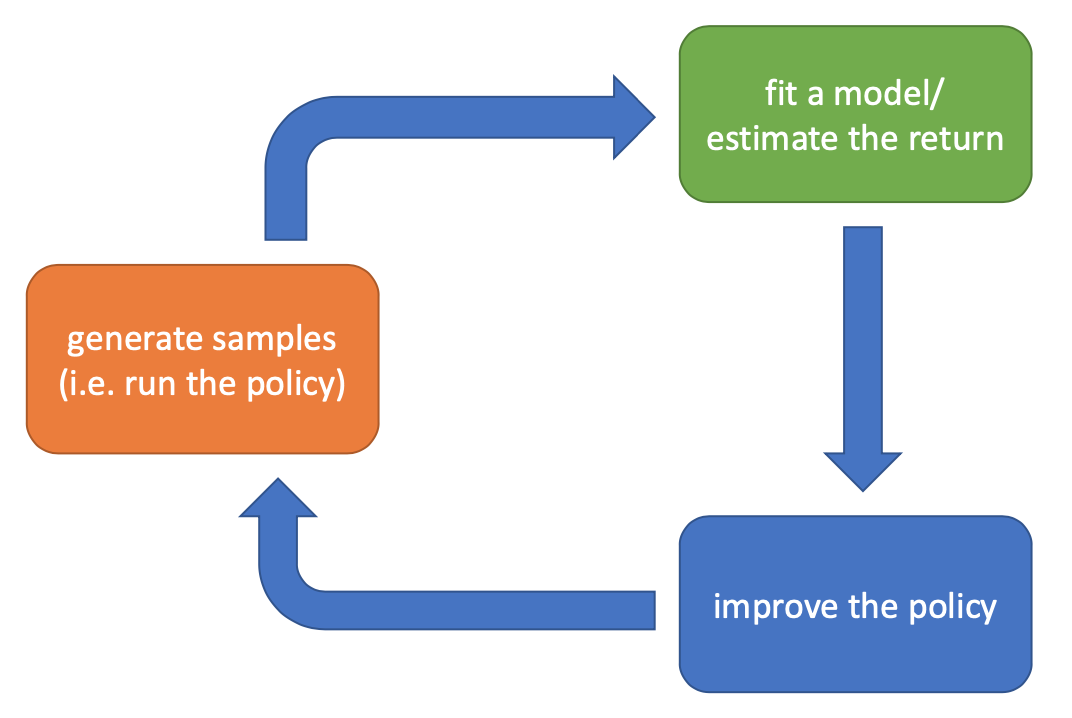 fit a model/
estimate the return
generate samples
(i.e. run the policy)
improve the policy